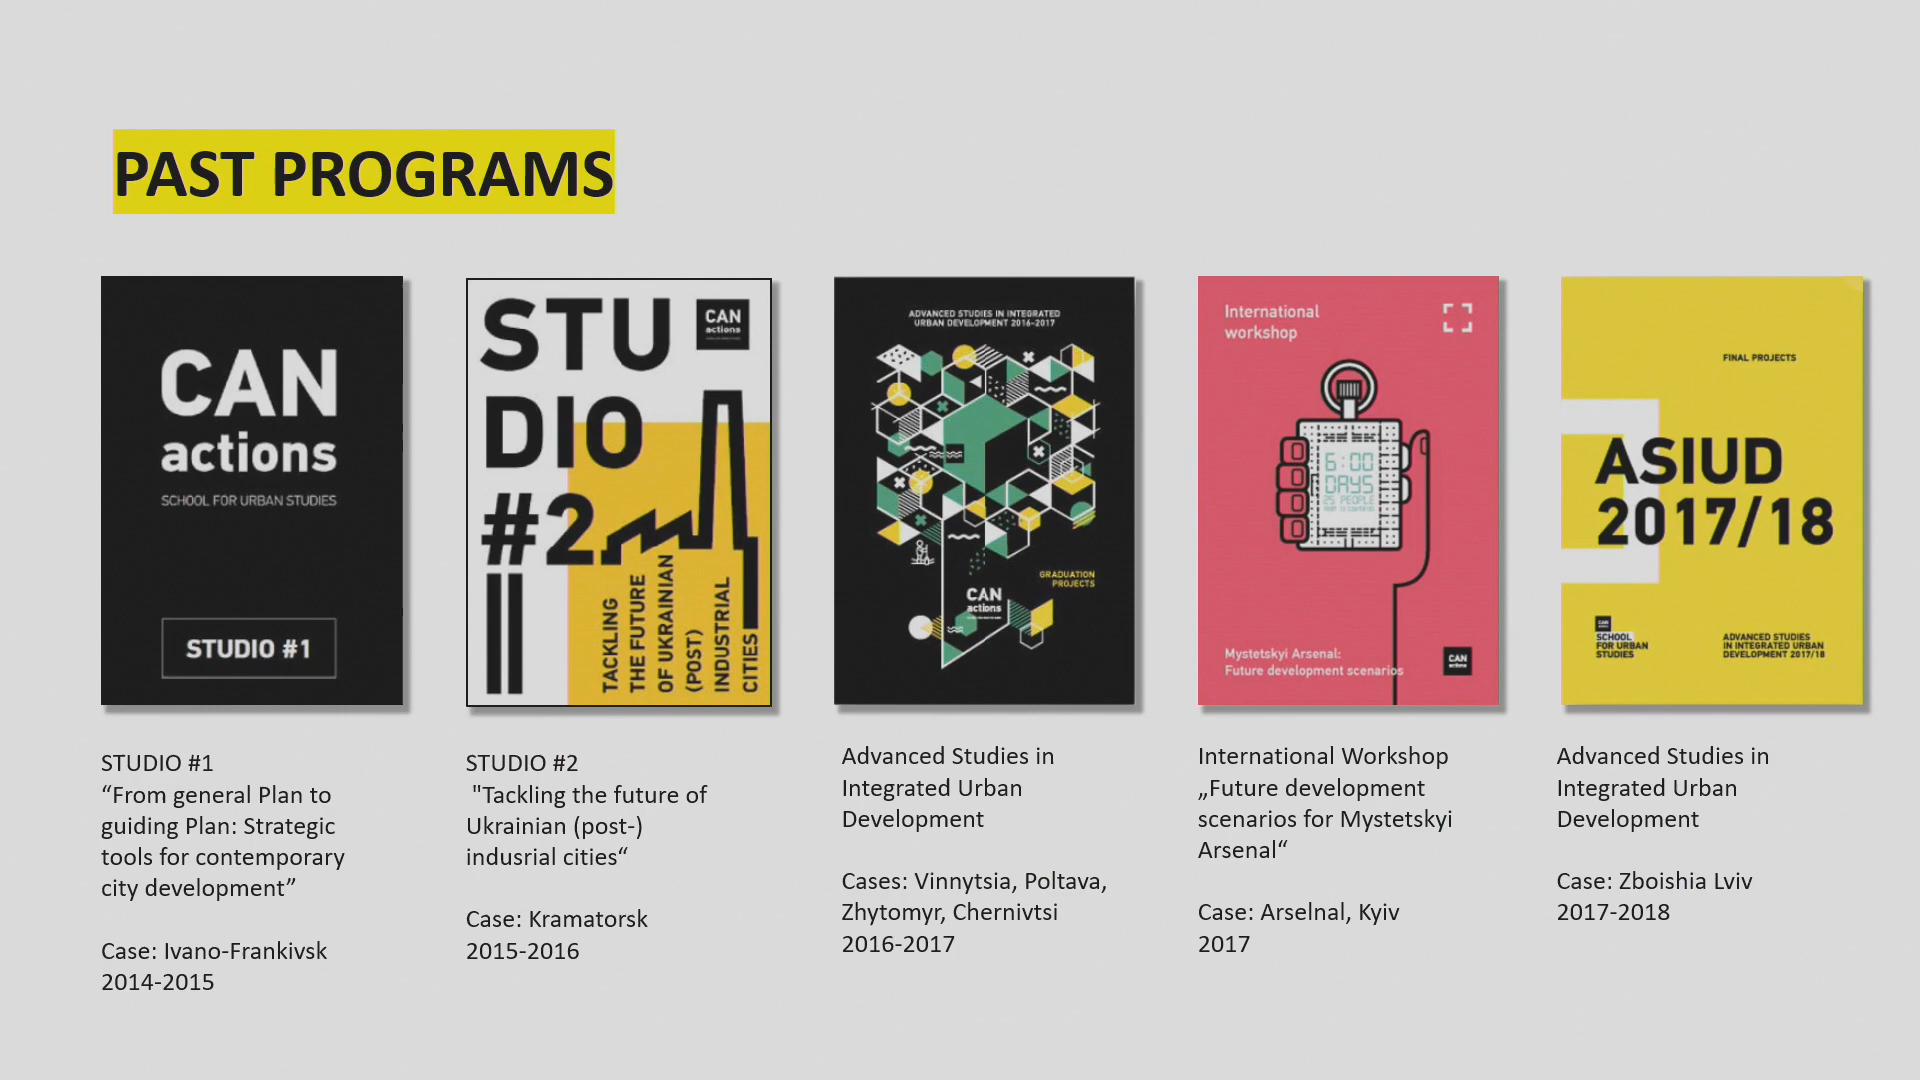 PAST PROGRAMS
CAN
actions
SCHOOL FOR URBAN STUDIES
STUDIO #1
STU
DIO
#2
CAN
actions
TACKLING
THE FUTURE
OF UKRAINIAN
(POST)
INDUSTRIAL
CITIES
ADVANCED STUDIES IN INTEGRATED
URBAN DEVELOPMENT 2016-2017
GRADUATION
PROJECTS
CAN
actions
International
workshop
6:00
DAYS
25 PEOPLE
Mystetskyi Arsenal:
Future development scenarios
CAN
actions
FINAL PROJECTS
ASIUD
2017/18
CAN
SCHOOL
FOR URBAN
STUDIES
ADVANCED STUDIES
IN INTEGRATED URBAN
DEVELOPMENT 2017/18
STUDIO #1
“From general Plan to
guiding Plan: Strategic
tools for contemporary
city development”
Case: Ivano-Frankivsk
2014-2015
STUDIO #2
"Tackling the future of
Ukrainian (post-)
indusrial cities“
Case: Kramatorsk
2015-2016
Advanced Studies in
Integrated Urban
Development
Cases: Vinnytsia, Poltava,
Zhytomyr, Chernivtsi
2016-2017
International Workshop
„Future development
scenarios for Mystetskyi
Arsenal“
Case: Arselnal, Kyiv
2017
Advanced Studies in
Integrated Urban
Development
Case: Zboishia Lviv
2017-2018